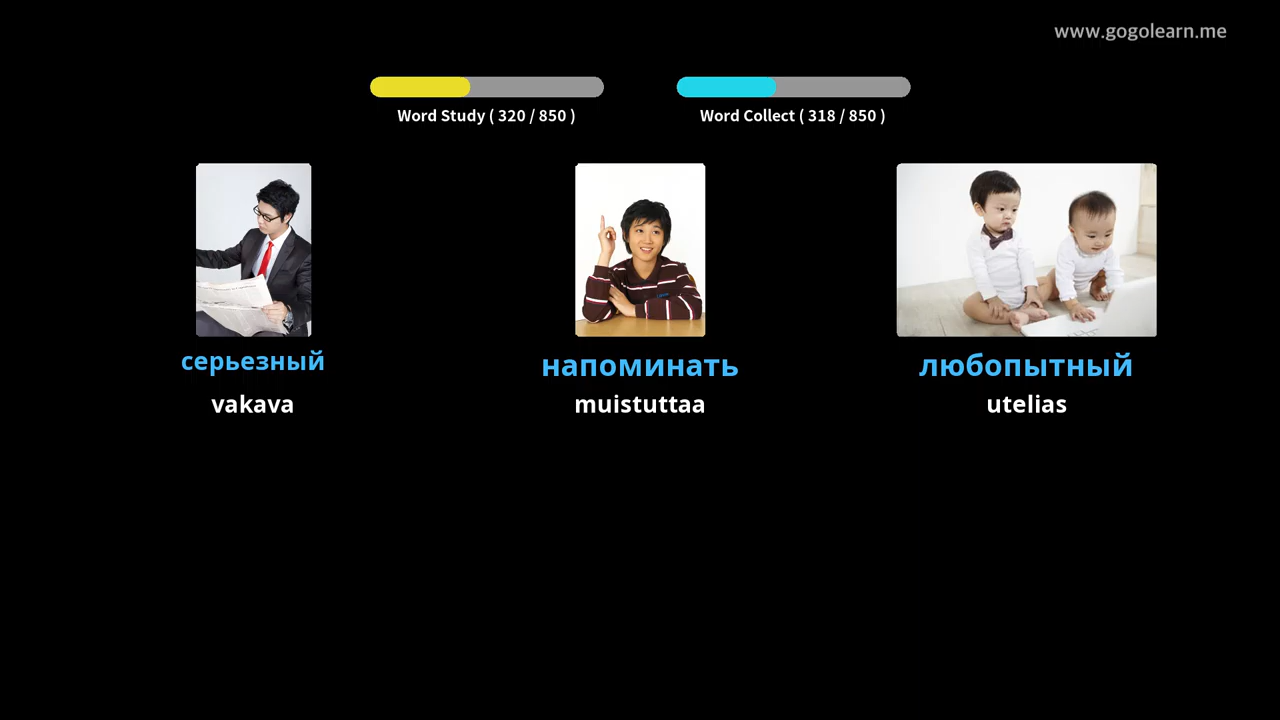 www.gogolearn.me
Word Study ( 320 / 850 )
Word Collect ( 318 / 850 )
серьезный
напоминать
любопытный
vakava
muistuttaa
utelias